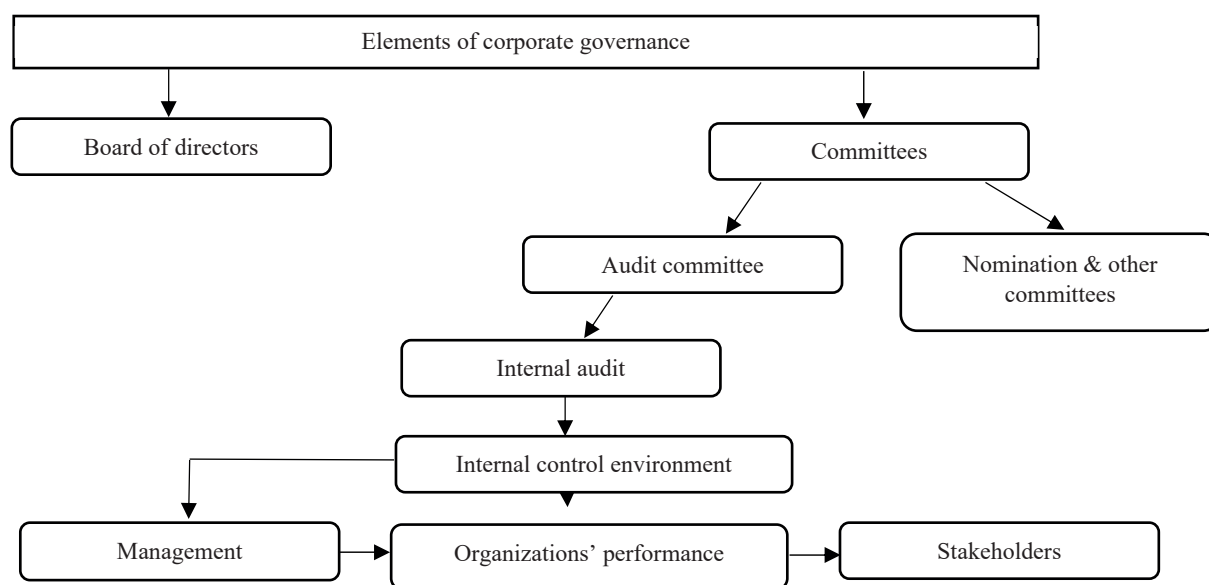 Elements of corporate governance
Board of directors
Committees
Audit committee
Nomination & other
committees
Internal audit
Internal control environment
Management
Organizations’ performance
Stakeholders